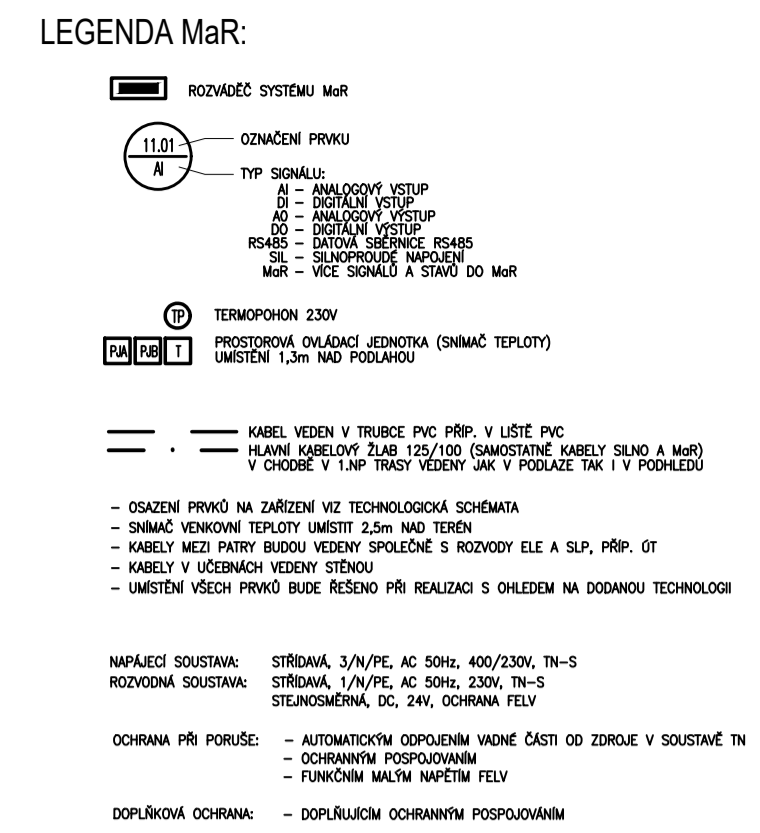 LEGENDA MaR:
ROZVÁDĚČ SYSTÉMU MaR
11.01
OZNAČENÍ PRVKU
AI
TYP SIGNÁLU:
AI – ANALOGOVÝ VSTUP
DI – DIGITÁLNÍ VSTUP
AO – ANALOGOVÝ VÝSTUP
DO – DIGITÁLNÍ VÝSTUP
RS485 – DATOVÁ SBĚRNICE RS485
SIL – SILNOPROUDÉ NAPOJENÍ
MaR – VÍCE SIGNÁLŮ A STAVŮ DO MaR
TP TERMOPOHON 230V
PJA PJB T PROSTOROVÁ OVLÁDACÍ JEDNOTKA (SNÍMAČ TEPLOTY)
UMÍSTĚNÍ 1,3m NAD PODLAHOU
KABEL VEDEN V TRUBCE PVC PŘÍP. V LIŠTĚ PVC
HLAVNÍ KABELOVÝ ŽLAB 125/100 (SAMOSTATNĚ KABELY SILNO A MaR)
V CHODBĚ V 1.NP TRASY VEDENY JAK V PODLAZE TAK I V PODHLEDU
– OSAZENÍ PRVKŮ NA ZAŘÍZENÍ VIZ TECHNOLOGICKÁ SCHÉMATA
– SNÍMAČ VENKOVNÍ TEPLOTY UMÍSTIT 2,5m NAD TERÉN
– KABELY MEZI PATRY BUDOU VEDENY SPOLEČNĚ S ROZVODY ELE A SLP, PŘÍP. ÚT
– KABELY V UČEBNÁCH VEDENY STĚNOU
– UMÍSTĚNÍ VŠECH PRVKŮ BUDE ŘEŠENO PŘI REALIZACI S OHLEDEM NA DODANOU TECHNOLOGII
NAPÁJECÍ SOUSTAVA: STŘÍDAVÁ, 3/N/PE, AC 50Hz, 400/230V, TN–S
ROZVODNÁ SOUSTAVA: STŘÍDAVÁ, 1/N/PE, AC 50Hz, 230V, TN–S
STEJNOSMĚRNÁ, DC, 24V, OCHRANA FELV
OCHRANA PŘI PORUŠE: – AUTOMATICKÝM ODPOJENÍM VADNÉ ČÁSTI OD ZDROJE V SOUSTAVĚ TN
– OCHRANNÝM POSPOJOVANÍM
– FUNKČNÍM MALÝM NAPĚTÍM FELV
DOPLŇKOVÁ OCHRANA: – DOPLŇUJÍCÍM OCHRANNÝM POSPOJOVÁNÍM